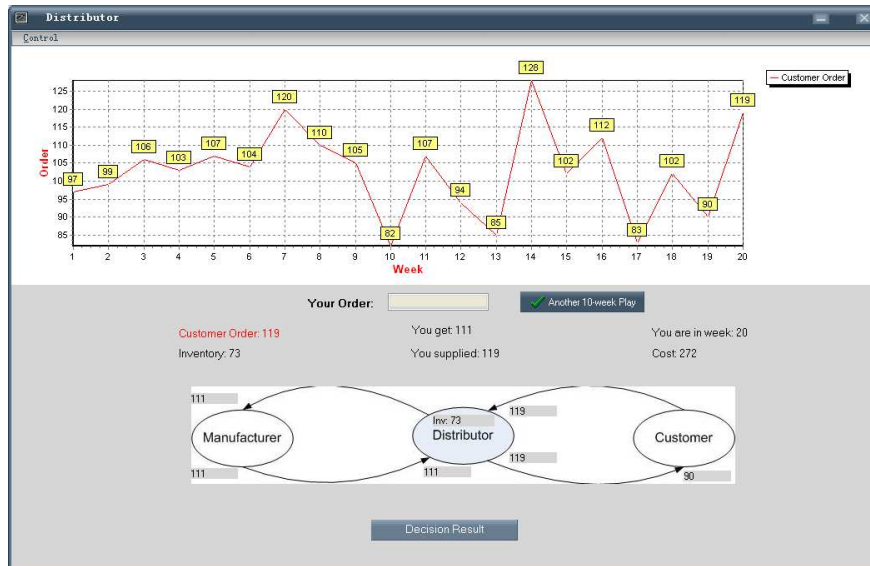 Distributor
Control
Customer Order
Order
125
120
115
110
105
100
95
90
85
97
99
106
103
107
104
120
110
105
82
107
94
85
128
102
112
83
102
90
119
1 2 3 4 5 6 7 8 9 10 11 12 13 14 15 16 17 18 19 20
Week
Your Order:
Another 10-week Play
Customer Order: 119
You get: 111
You are in week: 20
Inventory: 73
You supplied: 119
Cost: 272
111
Manufacturer
111
Inv: 73
Distributor
111
119
119
Customer
90
Decision Result